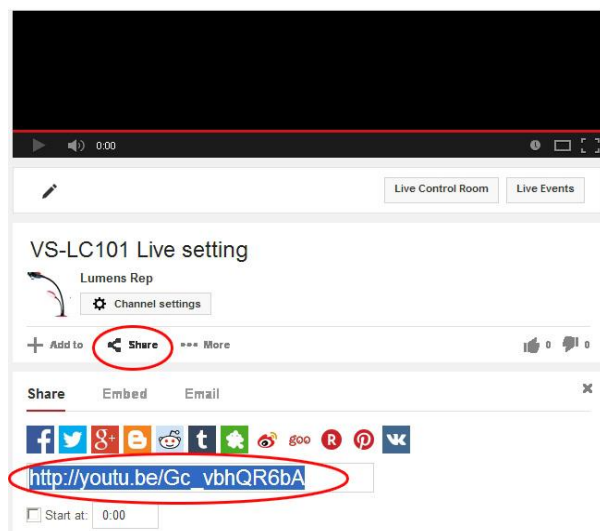 0:00
Live Control Room Live Events
VS-LC101 Live setting
Lumens Rep
Channel settings
Add to Share More 0 0
Share Embed Email
f g+ B t goo R
http://youtu.be/Gc_vbhQR6bA
Start at: 0:00